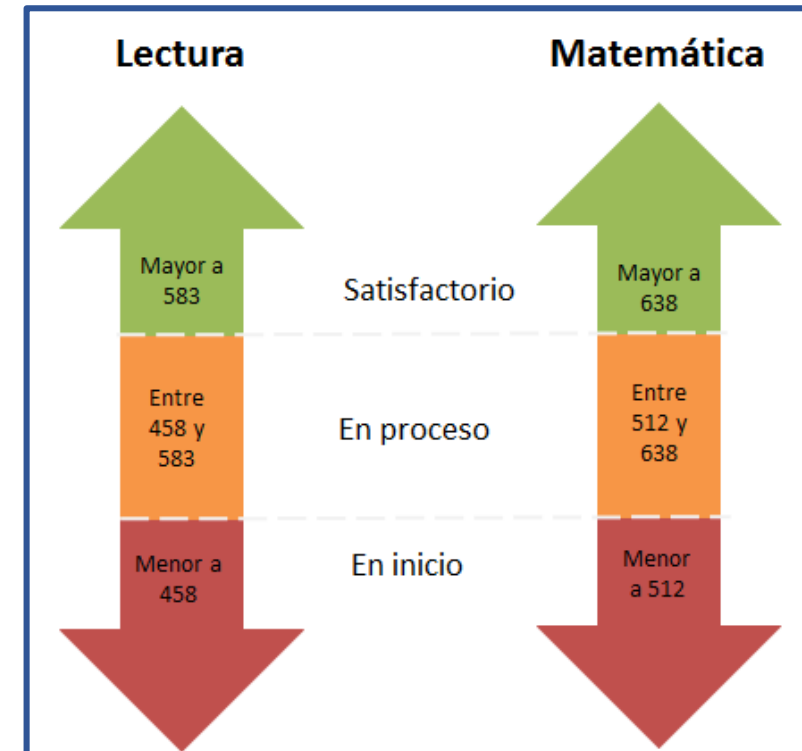 Lectura
Matemática
Mayor a
583
Satisfactorio
Mayor a
638
Entre
458 y
583
En proceso
Entre
512 y
638
Menor a
458
En inicio
Menor
a 512